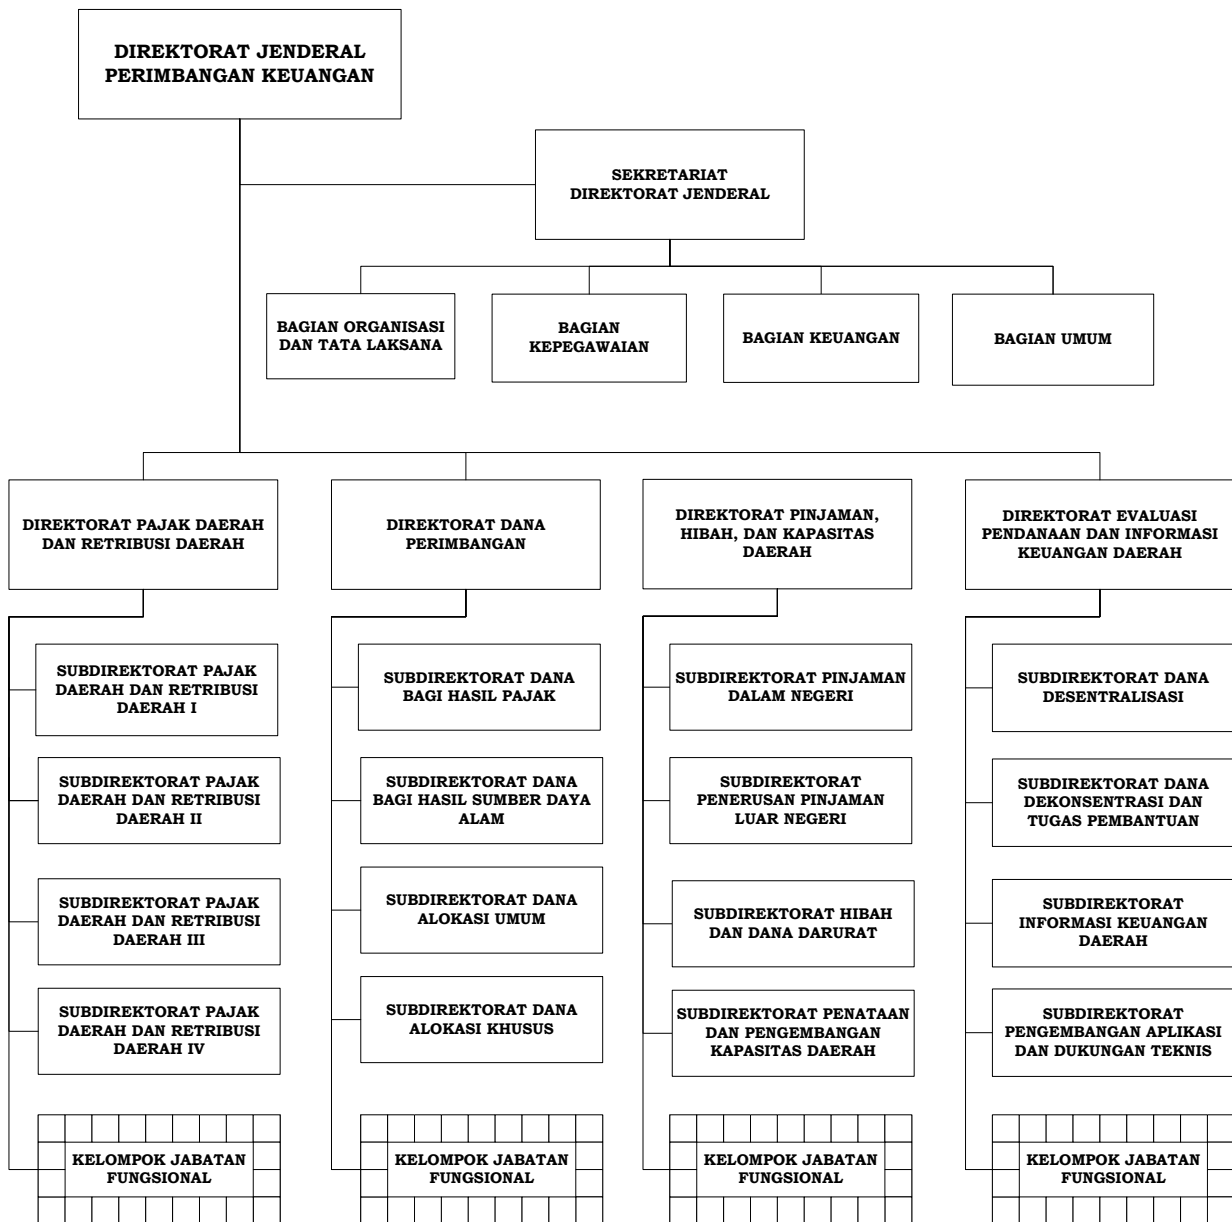 DIREKTORAT JENDERAL
PERIMBANGAN KEUANGAN
SEKRETARIAT
DIREKTORAT JENDERAL
BAGIAN ORGANISASI
DAN TATA LAKSANA
BAGIAN
KEPEGAWAIAN
BAGIAN KEUANGAN
BAGIAN UMUM
DIREKTORAT PAJAK DAERAH
DAN RETRIBUSI DAERAH
DIREKTORAT DANA
PERIMBANGAN
DIREKTORAT PINJAMAN,
HIBAH, DAN KAPASITAS
DAERAH
DIREKTORAT EVALUASI
PENDANAAN DAN INFORMASI
KEUANGAN DAERAH
SUBDIREKTORAT PAJAK
DAERAH DAN RETRIBUSI
DAERAH I
SUBDIREKTORAT DANA
BAGI HASIL PAJAK
SUBDIREKTORAT PINJAMAN
DALAM NEGERI
SUBDIREKTORAT DANA
DESENTRALISASI
SUBDIREKTORAT PAJAK
DAERAH DAN RETRIBUSI
DAERAH II
SUBDIREKTORAT DANA
BAGI HASIL SUMBER DAYA
ALAM
SUBDIREKTORAT
PENERUSAN PINJAMAN
LUAR NEGERI
SUBDIREKTORAT DANA
DEKONSENTRASI DAN
TUGAS PEMBANTUAN
SUBDIREKTORAT PAJAK
DAERAH DAN RETRIBUSI
DAERAH III
SUBDIREKTORAT DANA
ALOKASI UMUM
SUBDIREKTORAT HIBAH
DAN DANA DARURAT
SUBDIREKTORAT
INFORMASI KEUANGAN
DAERAH
SUBDIREKTORAT PAJAK
DAERAH DAN RETRIBUSI
DAERAH IV
SUBDIREKTORAT DANA
ALOKASI KHUSUS
SUBDIREKTORAT PENATAAN
DAN PENGEMBANGAN
KAPASITAS DAERAH
SUBDIREKTORAT
PENGEMBANGAN APLIKASI
DAN DUKUNGAN TEKNIS
KELOMPOK JABATAN
FUNGSIONAL
KELOMPOK JABATAN
FUNGSIONAL
KELOMPOK JABATAN
FUNGSIONAL
KELOMPOK JABATAN
FUNGSIONAL